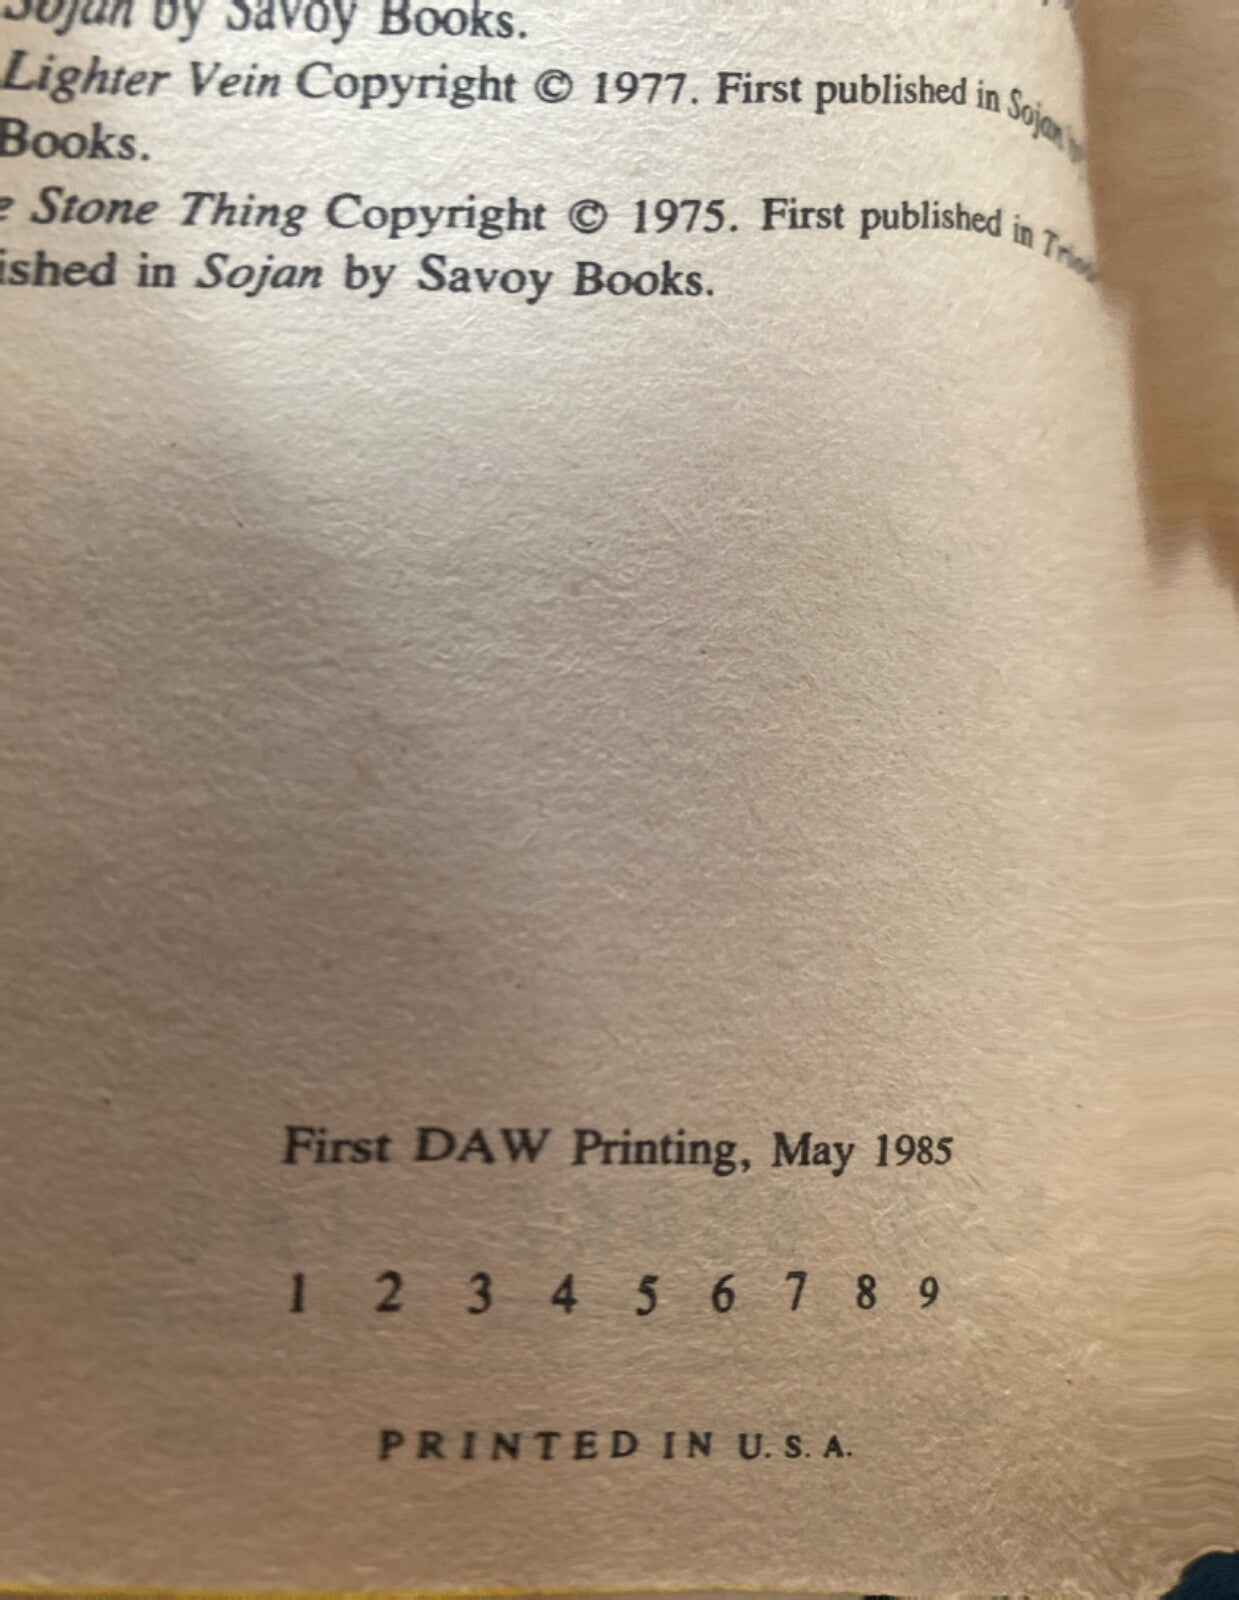 Sojan by Savoy Books.
Lighter Vein Copyright © 1977. First published in Sojan
Books.
Stone Thing Copyright © 1975. First published in
ished in Sojan by Savoy Books.
First DAW Printing, May 1985
1 2 3 4 5 6 7 8 9
PRINTED IN U.S.A.